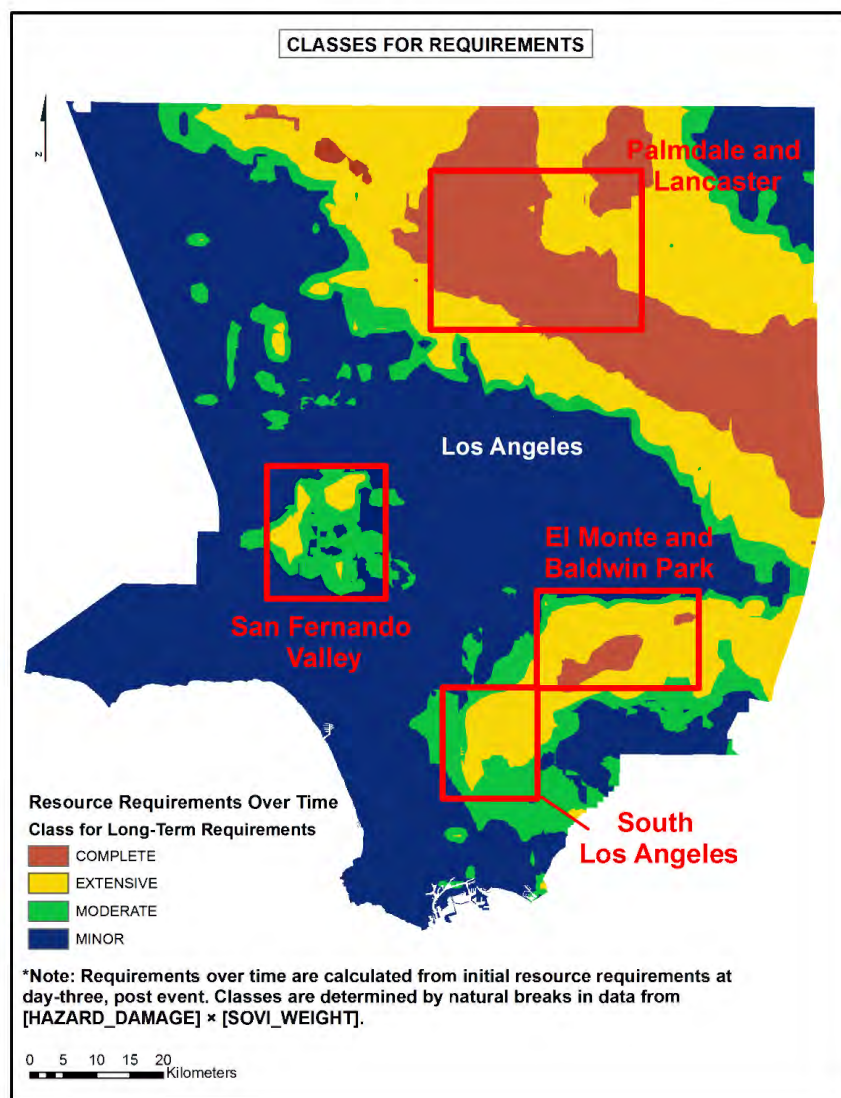 CLASSES FOR REQUIREMENTS
N
Palmdale and
Lancaster
Los Angeles
El Monte and
Baldwin Park
San Fernando
Valley
South
Los Angeles
Resource Requirements Over Time
Class for Long-Term Requirements
COMPLETE
EXTENSIVE
MODERATE
MINOR
*Note: Requirements over time are calculated from initial resource requirements at
day-three, post event. Classes are determined by natural breaks in data from
[HAZARD_DAMAGE] × [SOVI_WEIGHT].
0 5 10 15 20
Kilometers